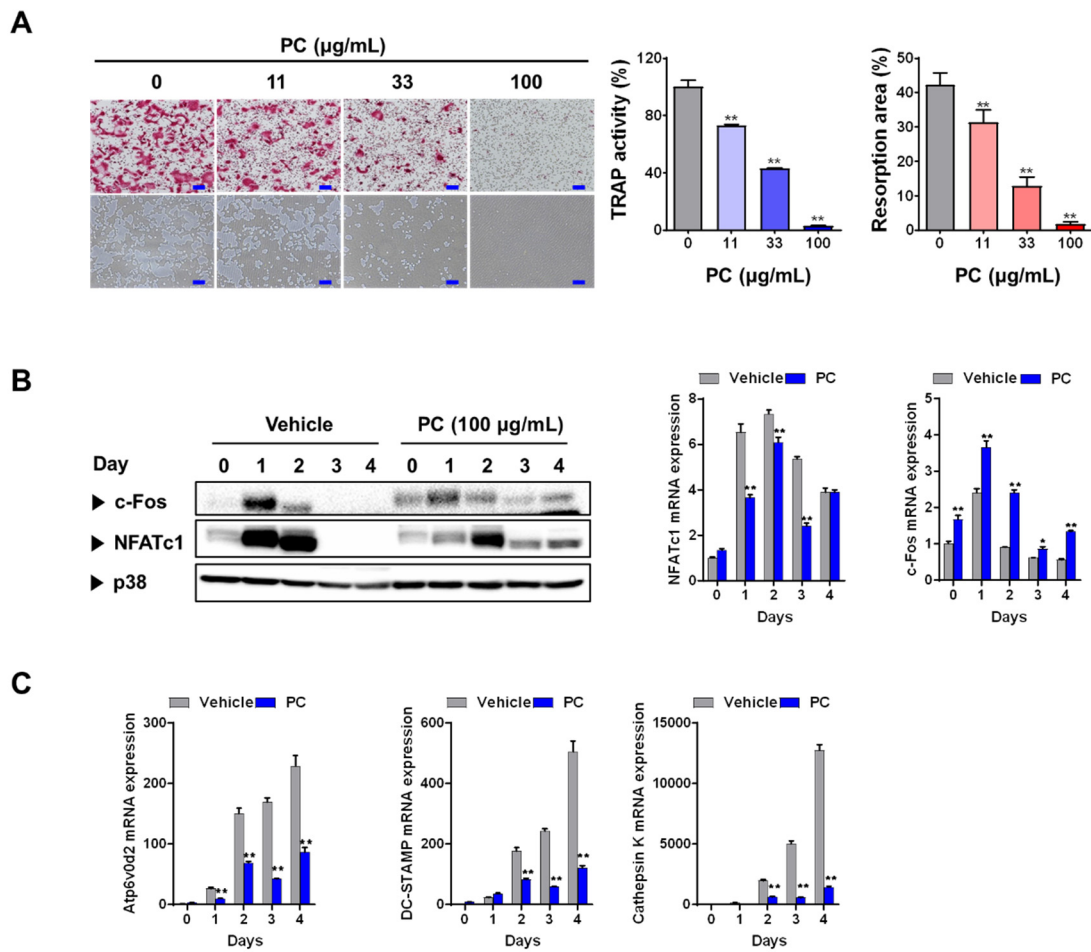 A
PC (µg/mL)
0 11 33 100
TRAP activity (%)
120
80
40
0
** ** **
0 11 33 100
PC (µg/mL)
Resorption area (%)
50
40
30
20
10
0
** ** **
0 11 33 100
PC (µg/mL)
B
Vehicle PC (100 µg/mL)
Day 0 1 2 3 4 0 1 2 3 4
c-Fos
NFATc1
p38
Vehicle PC
NFATc1 mRNA expression
8
6
4
2
0
** ** **
0 1 2 3 4
Days
Vehicle PC
c-Fos mRNA expression
5
4
3
2
1
0
** ** ** * **
0 1 2 3 4
Days
C
Vehicle PC
Atp6v0d2 mRNA expression
300
200
100
0
** ** ** **
0 1 2 3 4
Days
Vehicle PC
DC-STAMP mRNA expression
600
400
200
0
** ** **
0 1 2 3 4
Days
Vehicle PC
Cathepsin K mRNA expression
15000
10000
5000
0
** ** **
0 1 2 3 4
Days